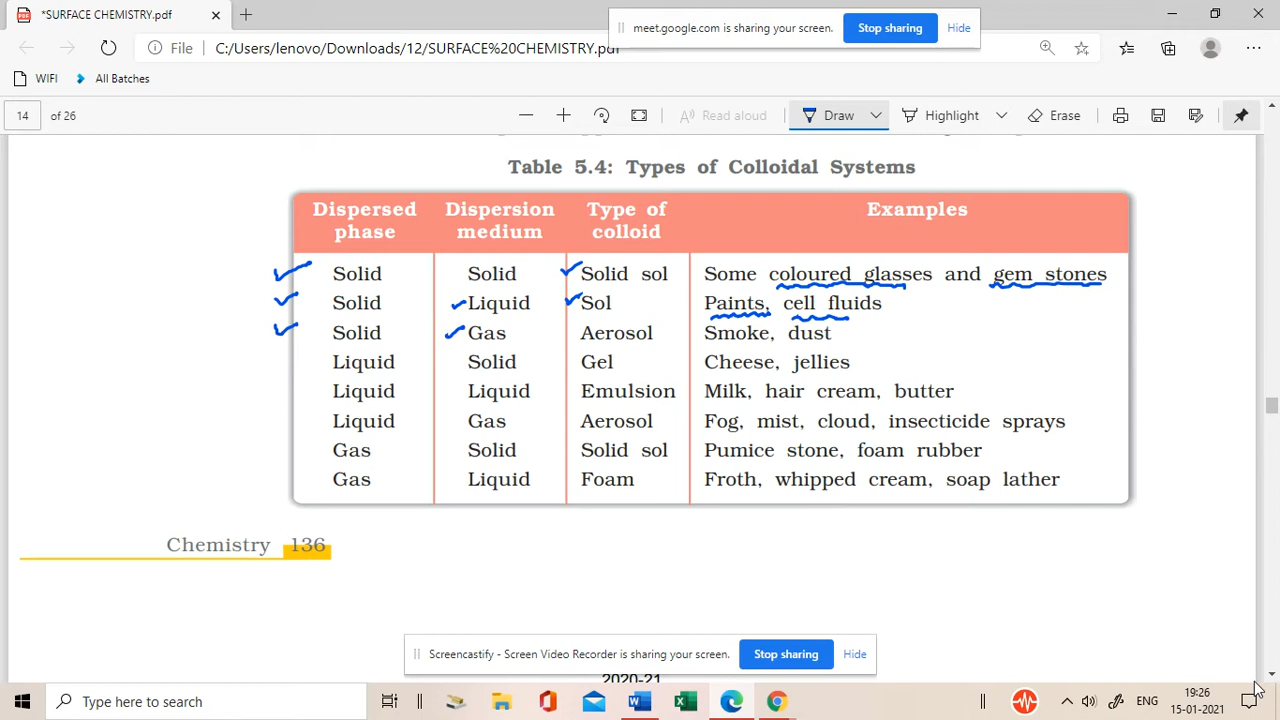 *SURFACE CHEMISTRY.pdf
meet.google.com is sharing your screen. Stop sharing Hide
File C:/Users/lenovo/Downloads/12/SURFACE%20CHEMISTRY.pdf
WIFI All Batches
14 of 26 Read aloud Draw Highlight Erase
Table 5.4: Types of Colloidal Systems
Dispersed phase Dispersion medium Type of colloid Examples
Solid Solid Solid sol Some coloured glasses and gem stones
Solid Liquid Sol Paints, cell fluids
Solid Gas Aerosol Smoke, dust
Liquid Solid Gel Cheese, jellies
Liquid Liquid Emulsion Milk, hair cream, butter
Liquid Gas Aerosol Fog, mist, cloud, insecticide sprays
Gas Solid Solid sol Pumice stone, foam rubber
Gas Liquid Foam Froth, whipped cream, soap lather
Chemistry 136
Screencastify - Screen Video Recorder is sharing your screen. Stop sharing Hide
2020-21
Type here to search
ENG
19:26
15-01-2021